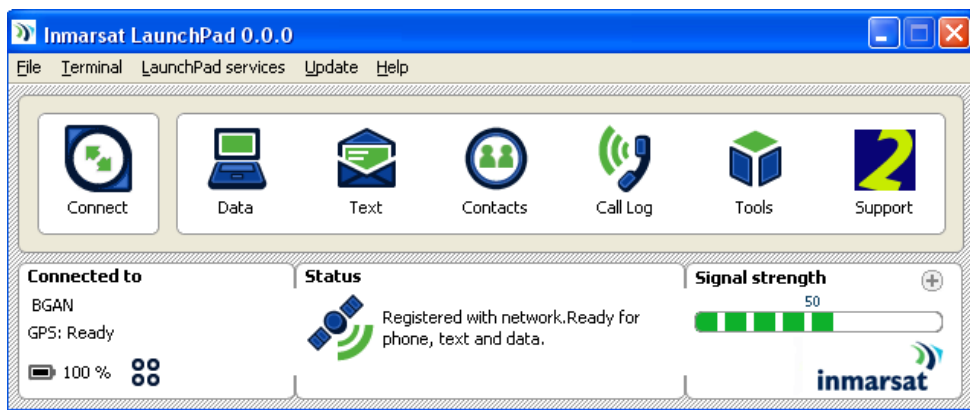 Inmarsat LaunchPad 0.0.0
File Terminal LaunchPad services Update Help
Connect Data Text Contacts Call Log Tools Support
Connected to
BGAN
GPS: Ready
100 %
Status
Registered with network.Ready for
phone, text and data.
Signal strength
50
inmarsat